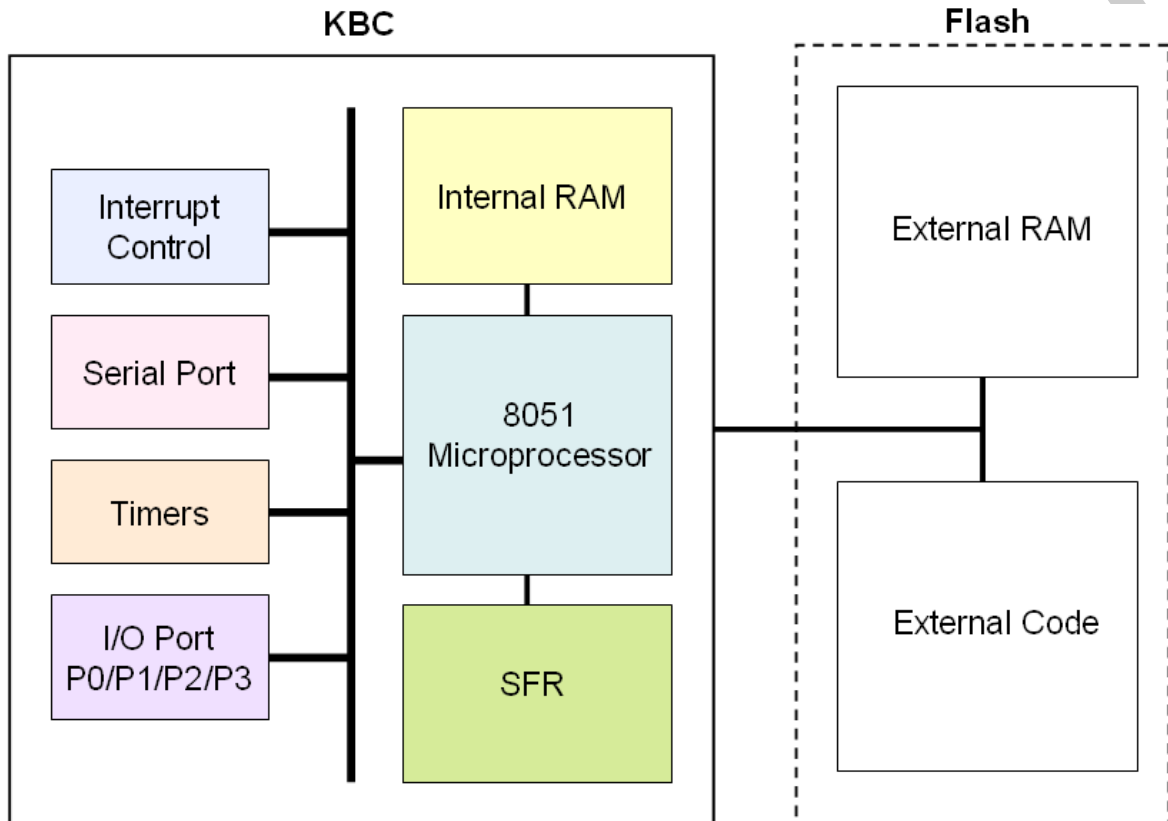 KBC
Flash
Interrupt
Control
Serial Port
Timers
I/O Port
P0/P1/P2/P3
Internal RAM
8051
Microprocessor
SFR
External RAM
External Code